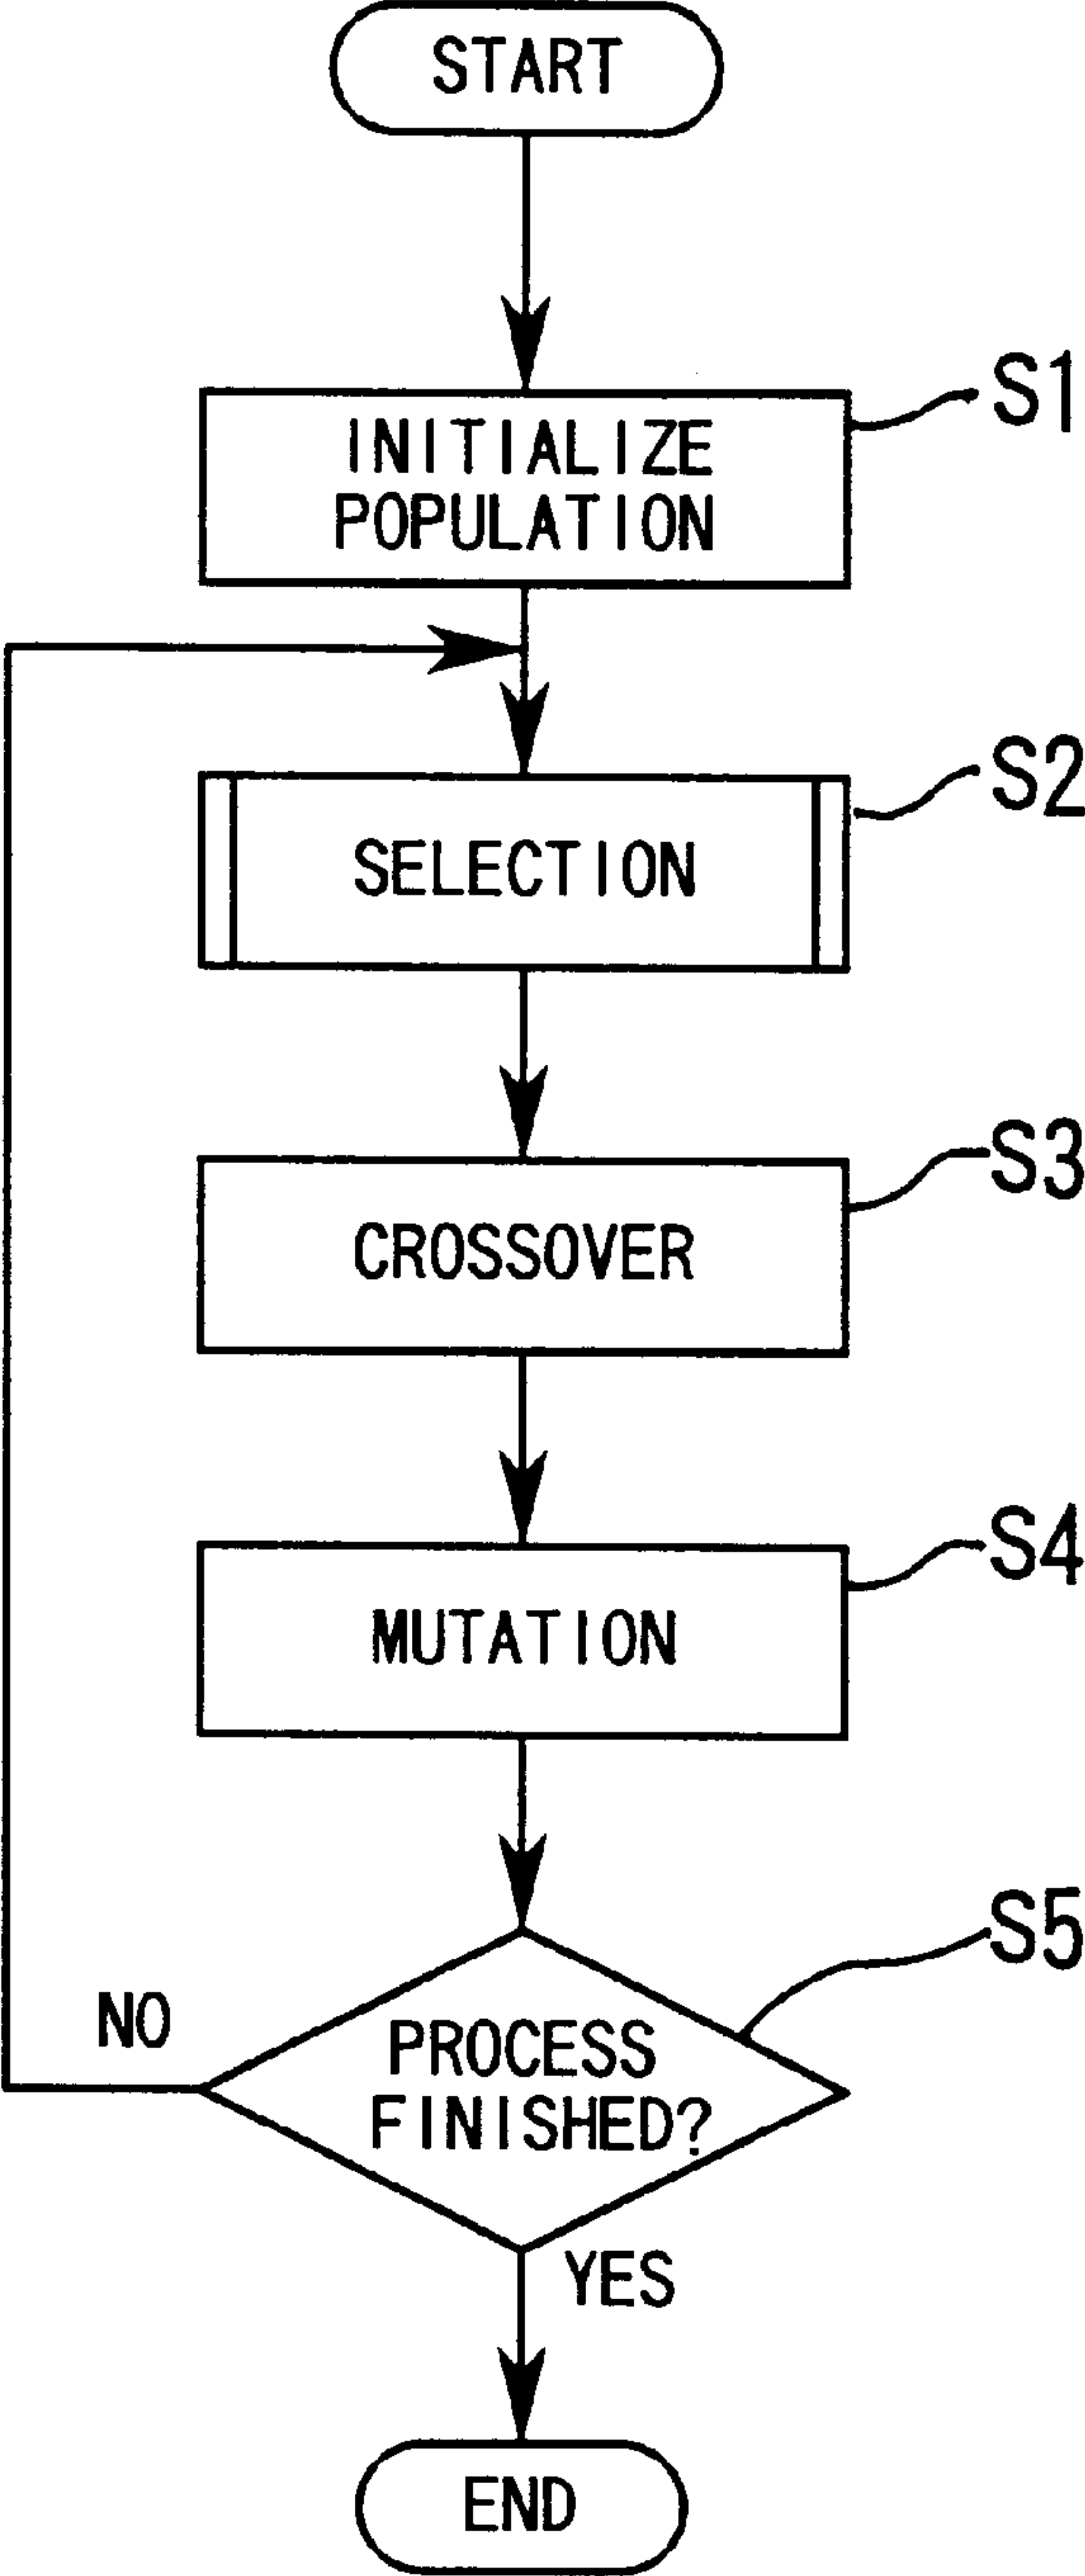 START
INITIALIZE
POPULATION
S1
SELECTION
S2
CROSSOVER
S3
MUTATION
S4
PROCESS
FINISHED?
S5
NO
YES
END